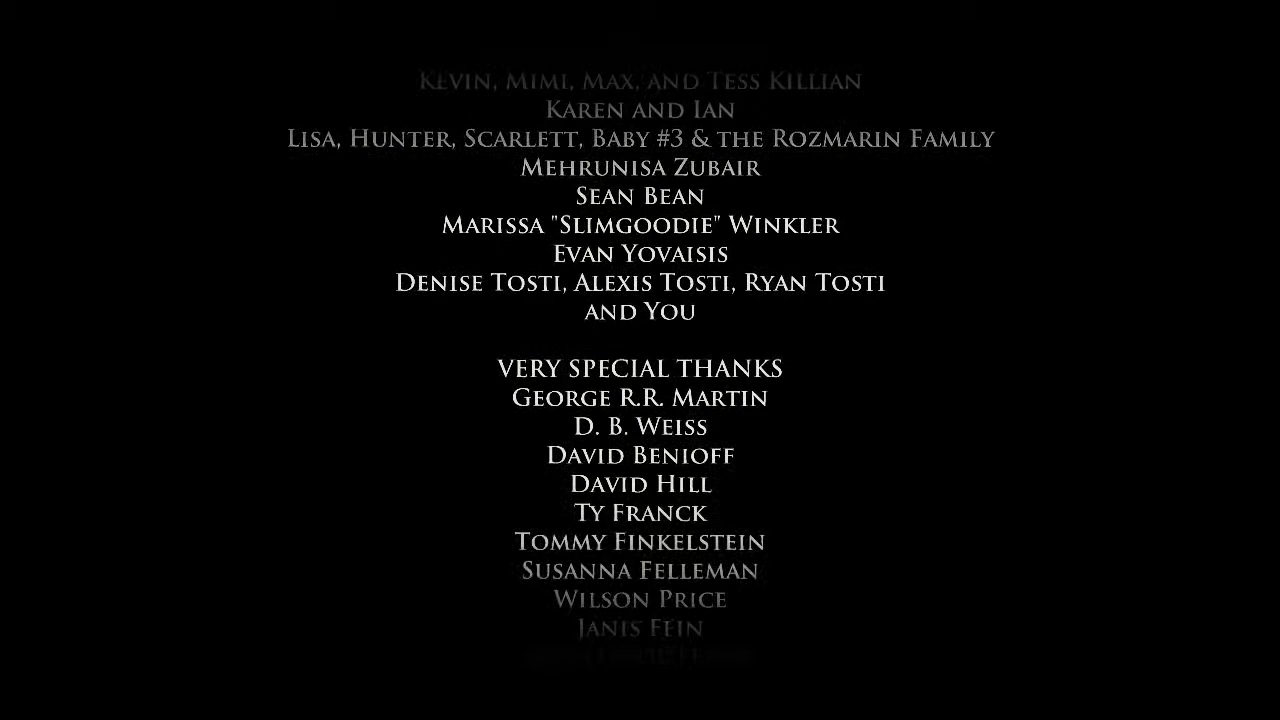 Kevin, Mimi, Max, and Tess Killian
Karen and Ian
Lisa, Hunter, Scarlett, Baby #3 & the Rozmarin Family
Mehrunisa Zubair
Sean Bean
Marissa "Slimgoodie" Winkler
Evan Yovaisis
Denise Tosti, Alexis Tosti, Ryan Tosti
and You
VERY SPECIAL THANKS
George R.R. Martin
D. B. Weiss
David Benioff
David Hill
Ty Franck
Tommy Finkelstein
Susanna Felleman
Wilson Price
Janis Fein